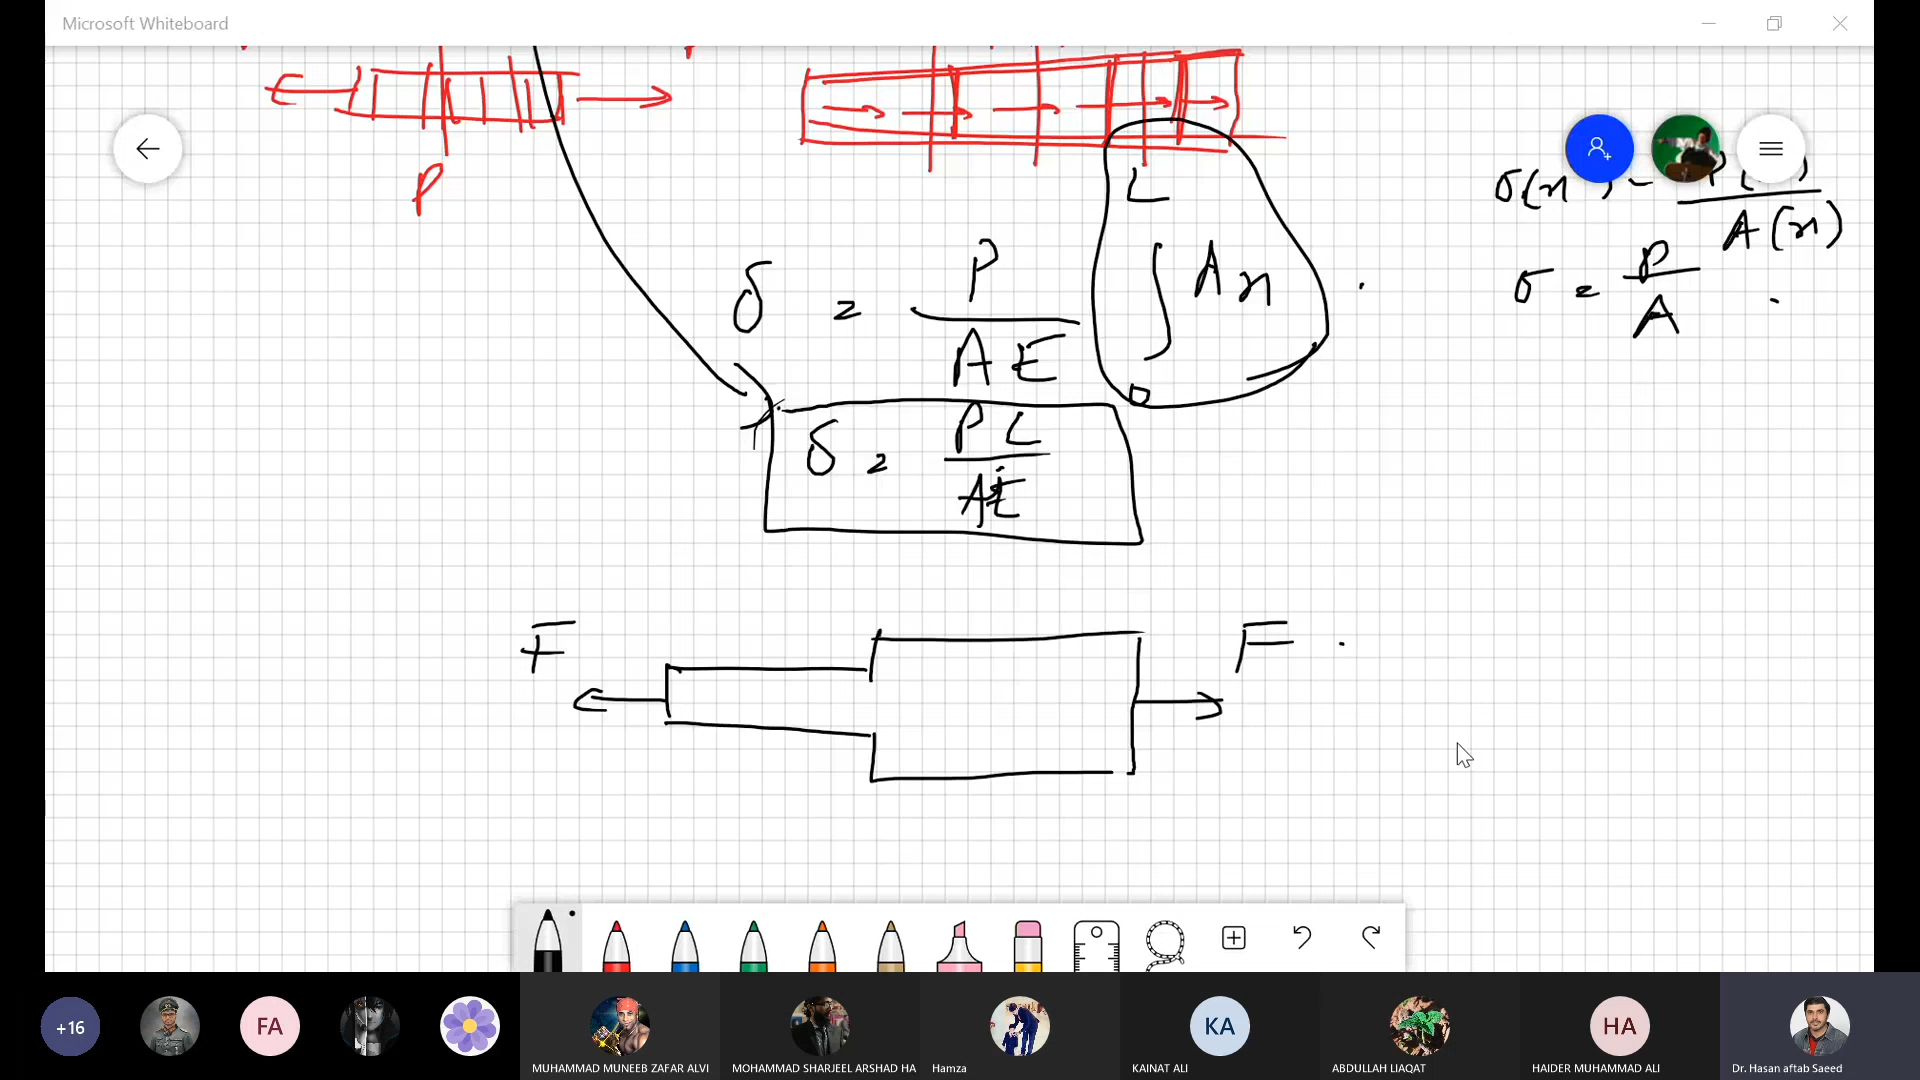 Microsoft Whiteboard
P
σ(x) = P( )
A(x)
σ = P
A
δ = P
AE
L
∫ dx
0
δ = PL
AE
F
F
+16
FA
MUHAMMAD MUNEEB ZAFAR ALVI
MOHAMMAD SHARJEEL ARSHAD HA
Hamza
KA
KAINAT ALI
ABDULLAH LIAQAT
HA
HAIDER MUHAMMAD ALI
Dr. Hasan aftab Saeed